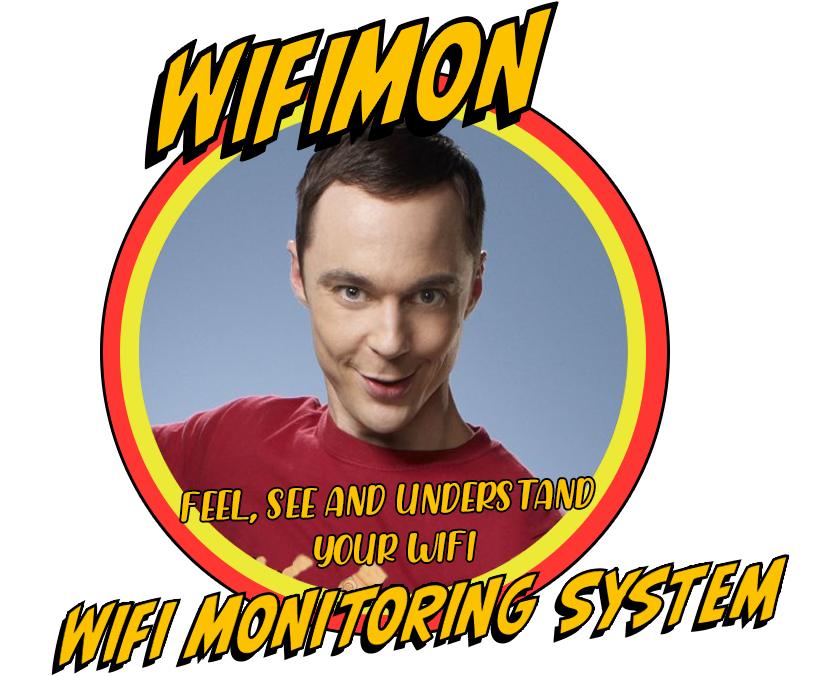 WIFIMON
FEEL, SEE AND UNDERSTAND
YOUR WIFI
WIFI MONITORING SYSTEM